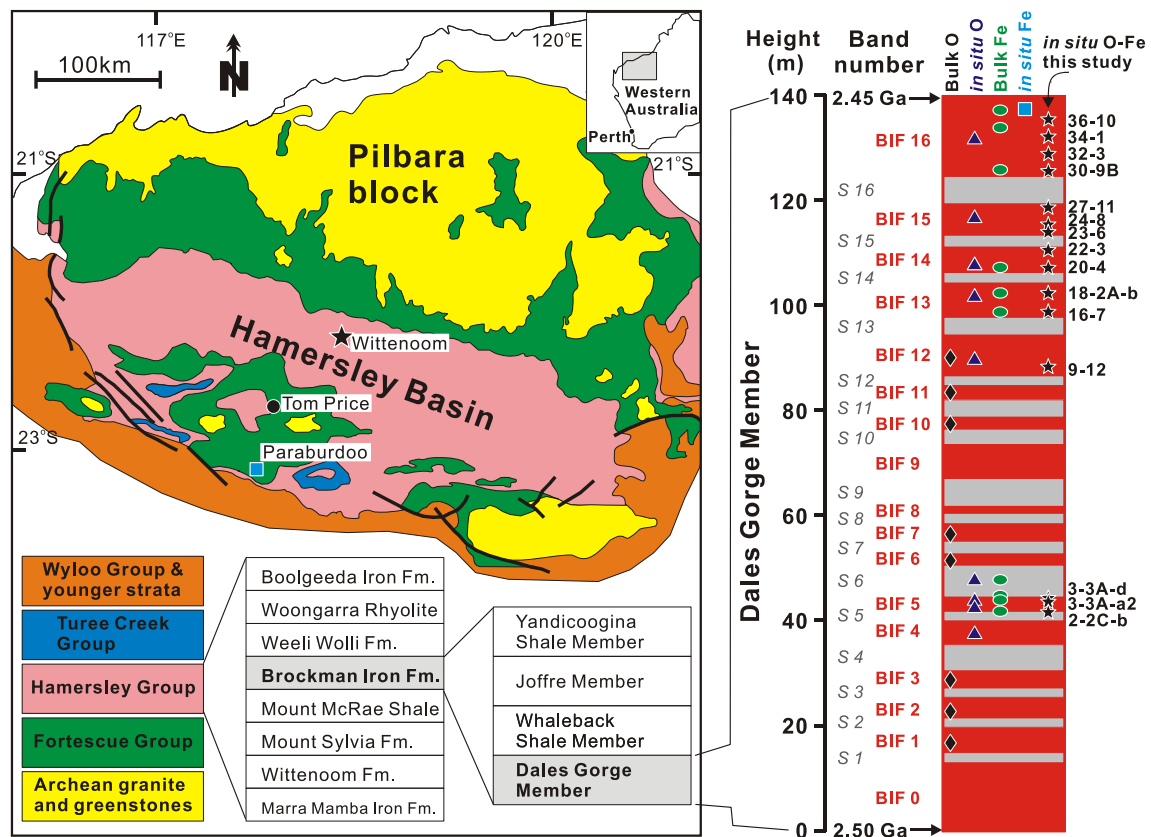 117°E
120°E
100km
N
Western
Australia
Perth
21°S
21°S
23°S
Pilbara
block
Hamersley Basin
Wittenoom
Tom Price
Paraburdoo
Wyloo Group &
younger strata
Turee Creek
Group
Hamersley Group
Fortescue Group
Archean granite
and greenstones
Boolgeeda Iron Fm.
Woongarra Rhyolite
Weeli Wolli Fm.
Brockman Iron Fm.
Mount McRae Shale
Mount Sylvia Fm.
Wittenoom Fm.
Marra Mamba Iron Fm.
Yandicoogina
Shale Member
Joffre Member
Whaleback
Shale Member
Dales Gorge
Member
Dales Gorge Member
Height
(m)
Band
number
Bulk O
in situ O
Bulk Fe
in situ Fe
in situ O-Fe
this study
140
120
100
80
60
40
20
0
2.45 Ga
2.50 Ga
BIF 16
S 16
BIF 15
S 15
BIF 14
S 14
BIF 13
S 13
BIF 12
S 12
BIF 11
S 11
BIF 10
S 10
BIF 9
S 9
BIF 8
S 8
BIF 7
S 7
BIF 6
S 6
BIF 5
S 5
BIF 4
S 4
BIF 3
S 3
BIF 2
S 2
BIF 1
S 1
BIF 0
36-10
34-1
32-3
30-9B
27-11
24-8
23-6
22-3
20-4
18-2A-b
16-7
9-12
3-3A-d
3-3A-a2
2-2C-b